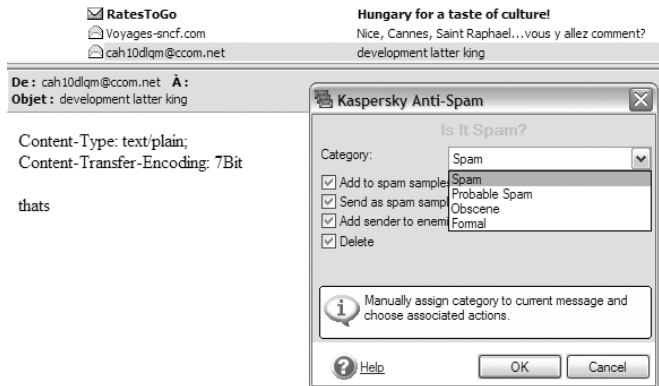 RatesToGo Hungary for a taste of culture!
Voyages-sncf.com Nice, Cannes, Saint Raphael...vous y allez comment?
cah10dlqm@ccom.net development latter king
De : cah10dlqm@ccom.net À :
Objet : development latter king
Content-Type: text/plain;
Content-Transfer-Encoding: 7Bit
thats
Kaspersky Anti-Spam
Is It Spam?
Category: Spam
Add to spam samples
Send as spam sampl
Add sender to enemi
Delete
Spam
Probable Spam
Obscene
Formal
Manually assign category to current message and
choose associated actions.
Help OK Cancel